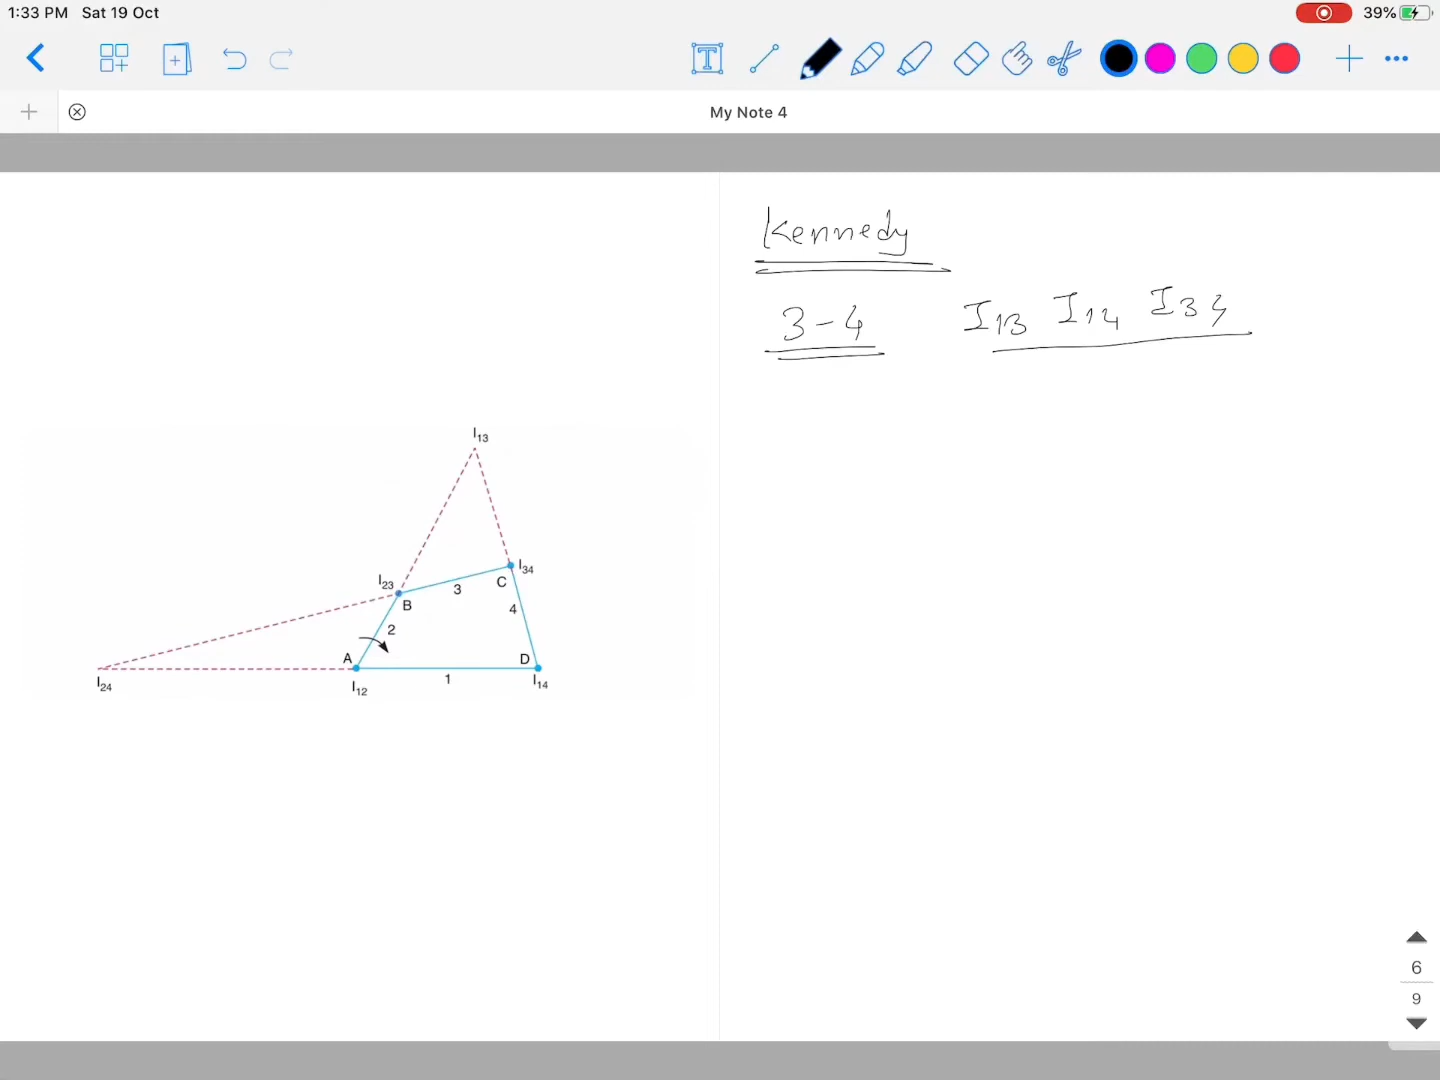 1:33 PM Sat 19 Oct
39%
My Note 4
Kennedy
3-4 I13 I14 I34
I13
I34
I23
C
3
B
4
2
A
D
I24
I12
1
I14
6
9